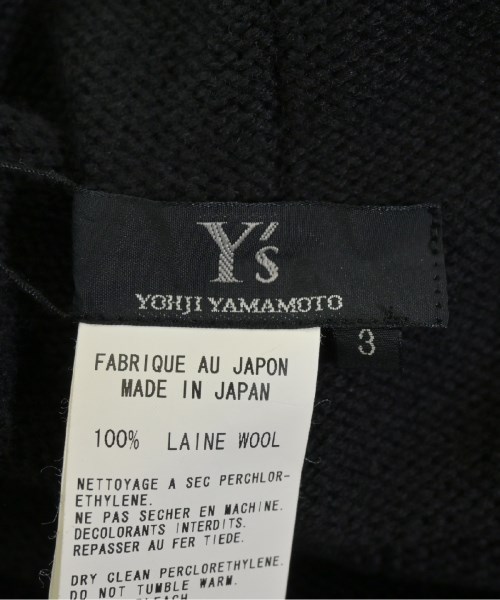 Y's
YOHJI YAMAMOTO
3
FABRIQUE AU JAPON
MADE IN JAPAN
100% LAINE WOOL
NETTOYAGE A SEC PERCHLOR-
ETHYLENE.
NE PAS SECHER EN MACHINE.
DECOLORANTS INTERDITS.
REPASSER AU FER TIEDE.
DRY CLEAN PERCLORETHYLENE.
DO NOT TUMBLE WARM.